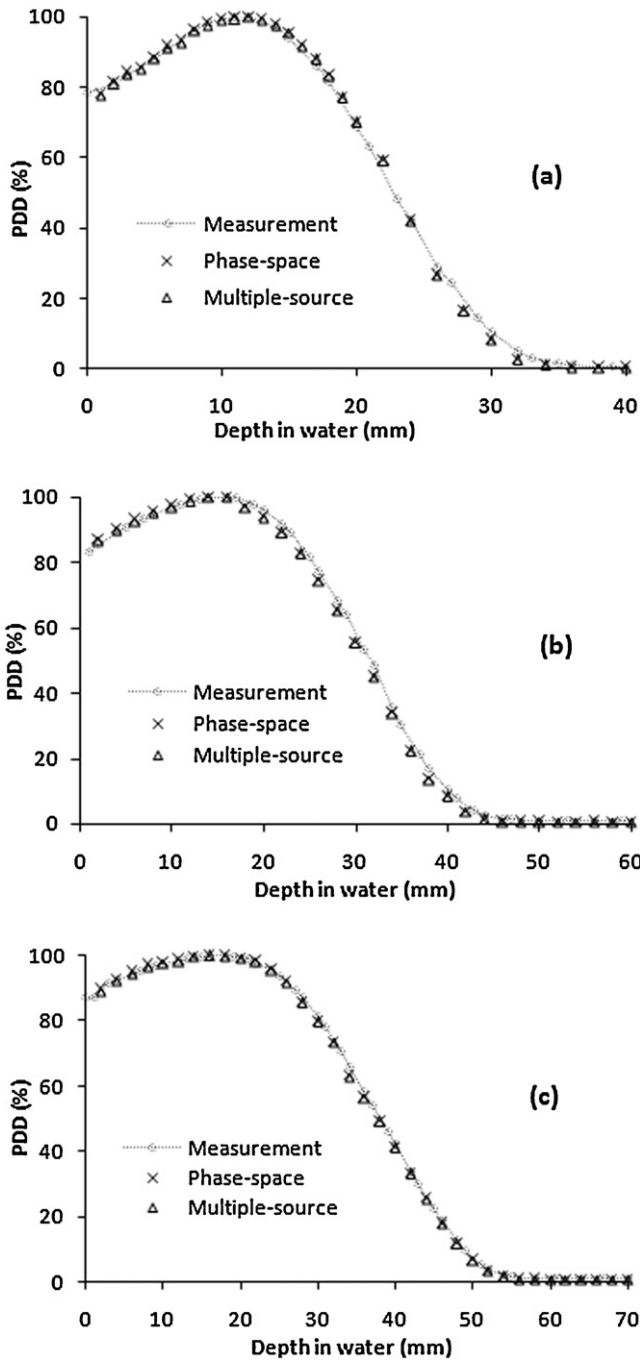 100
80
60
40
20
0
PDD (%)
(a)
Measurement
Phase-space
Multiple-source
0 10 20 30 40
Depth in water (mm)
100
80
60
40
20
0
PDD (%)
(b)
Measurement
Phase-space
Multiple-source
0 10 20 30 40 50 60
Depth in water (mm)
100
80
60
40
20
0
PDD (%)
(c)
Measurement
Phase-space
Multiple-source
0 10 20 30 40 50 60 70
Depth in water (mm)